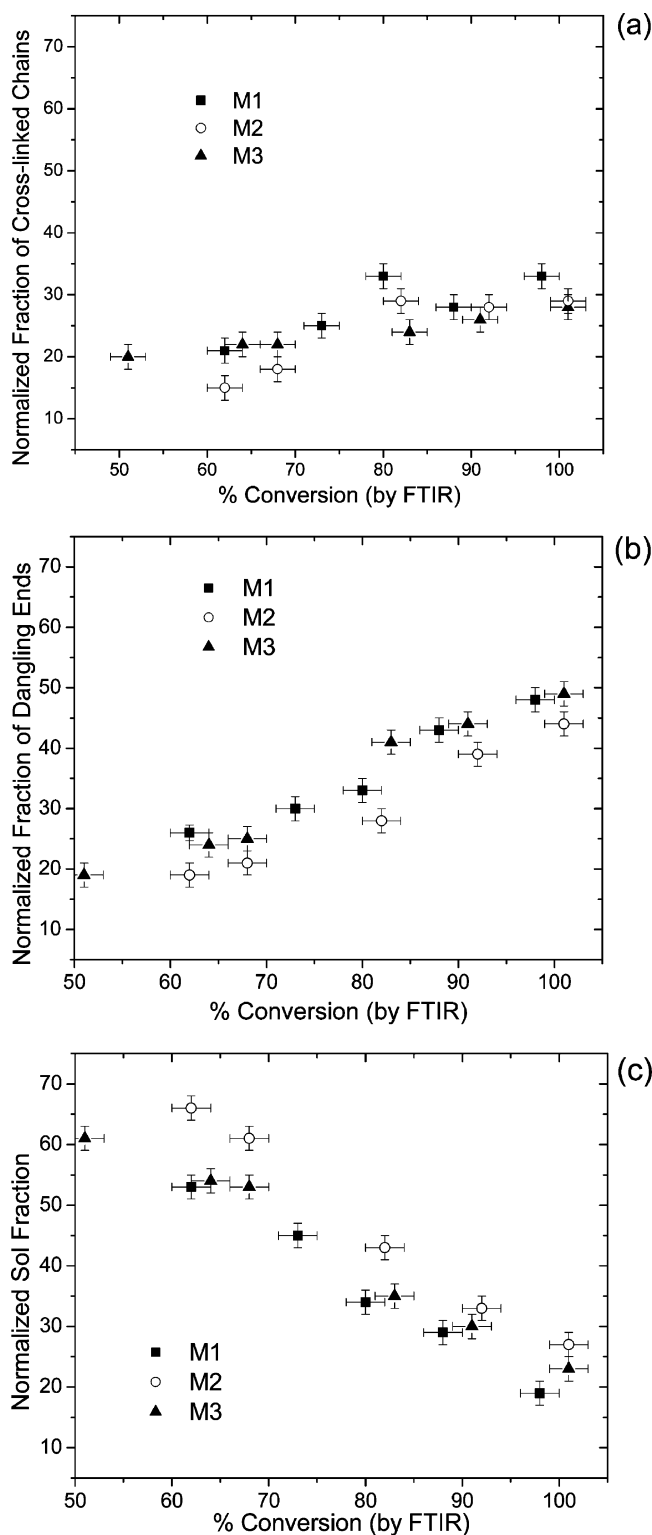 (a)
Normalized Fraction of Cross-linked Chains
70
60
50
40
30
20
10
M1
M2
M3
50 60 70 80 90 100
% Conversion (by FTIR)
(b)
Normalized Fraction of Dangling Ends
70
60
50
40
30
20
10
M1
M2
M3
50 60 70 80 90 100
% Conversion (by FTIR)
(c)
Normalized Sol Fraction
70
60
50
40
30
20
10
M1
M2
M3
50 60 70 80 90 100
% Conversion (by FTIR)